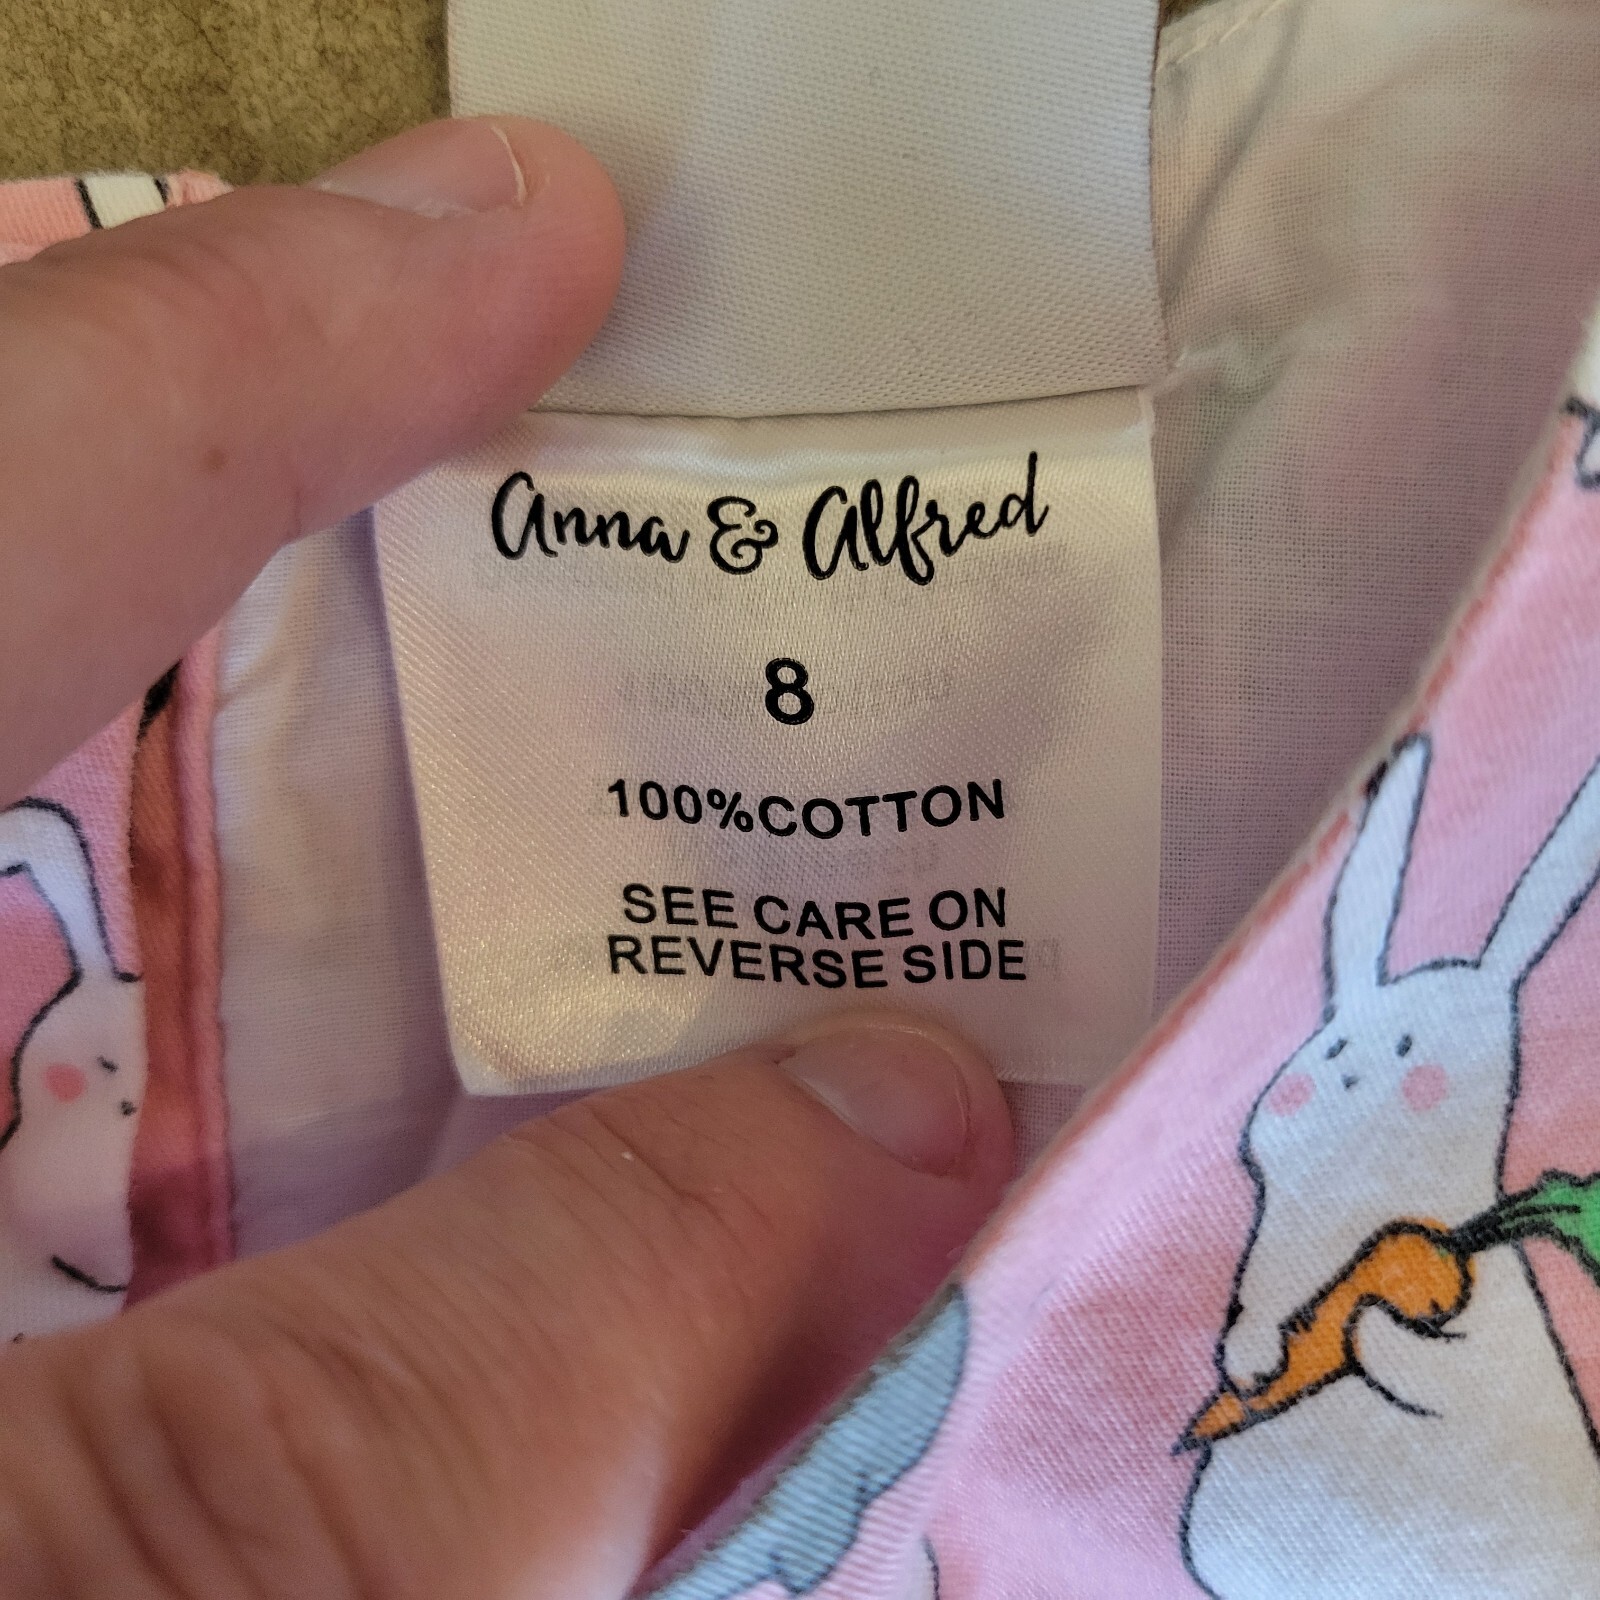 Anna & Alfred
8
100%COTTON
SEE CARE ON
REVERSE SIDE